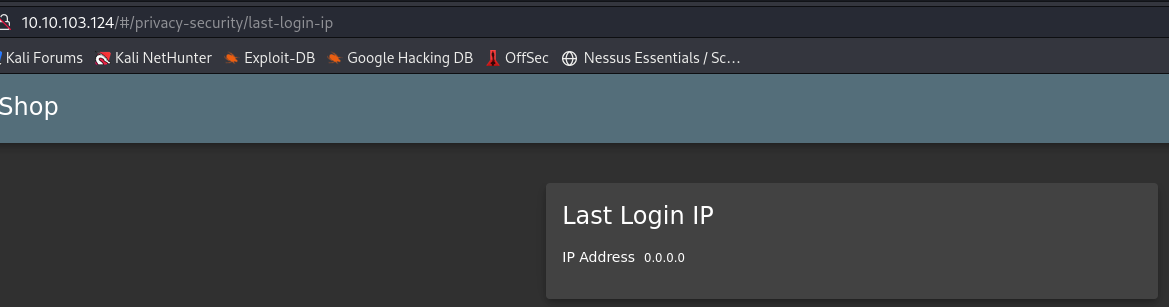 10.10.103.124/#/privacy-security/last-login-ip
Kali Forums Kali NetHunter Exploit-DB Google Hacking DB OffSec Nessus Essentials / Sc…
Shop
Last Login IP
IP Address 0.0.0.0